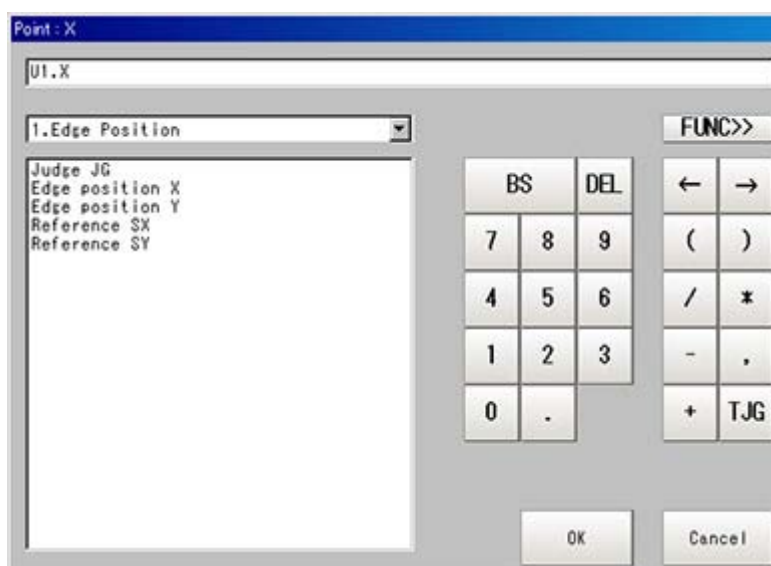 Point : X
U1.X
1.Edge Position
FUNC>>
Judge JG
Edge position X
Edge position Y
Reference SX
Reference SY
BS DEL ← →
7 8 9 ( )
4 5 6 / *
1 2 3 - ,
0 . + TJG
OK Cancel